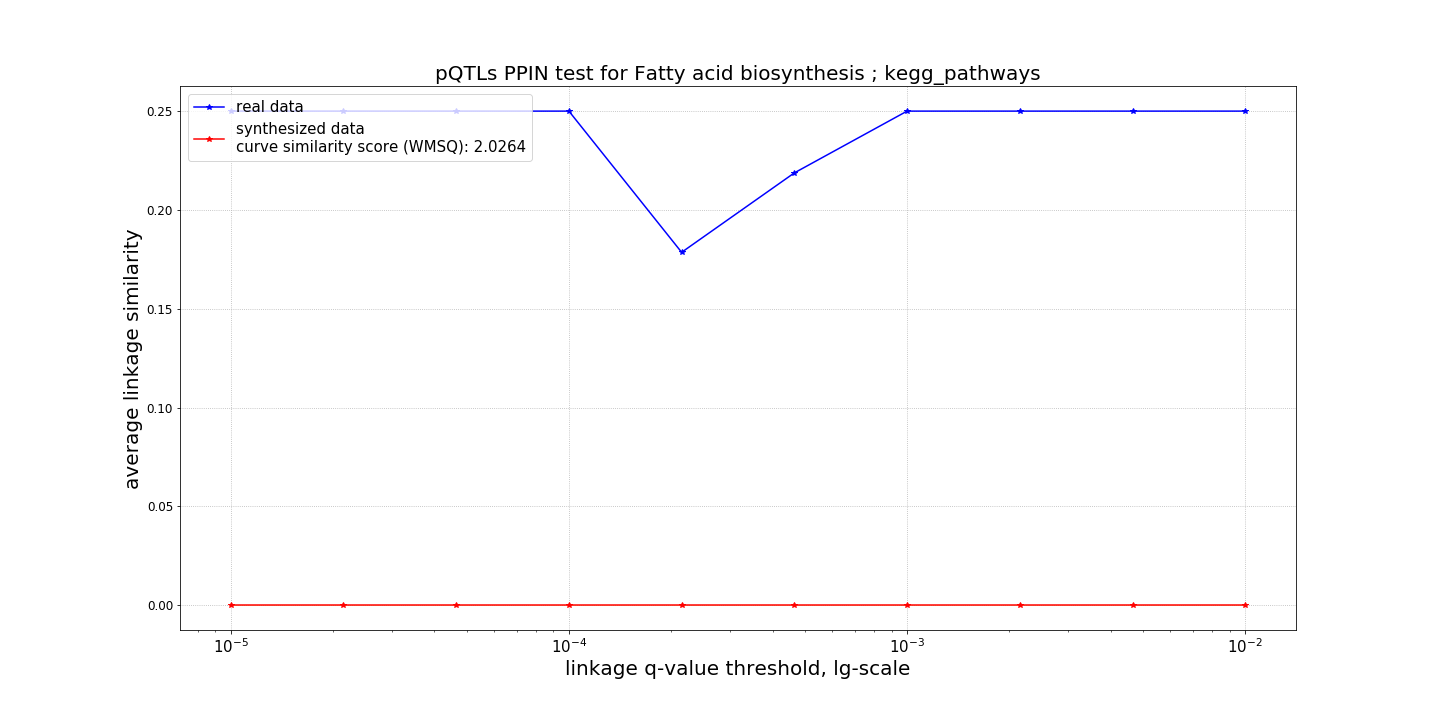 pQTLs PPIN test for Fatty acid biosynthesis ; kegg_pathways
real data
synthesized data
curve similarity score (WMSQ): 2.0264
average linkage similarity
0.25
0.20
0.15
0.10
0.05
0.00
10⁻⁵ 10⁻⁴ 10⁻³ 10⁻²
linkage q-value threshold, lg-scale